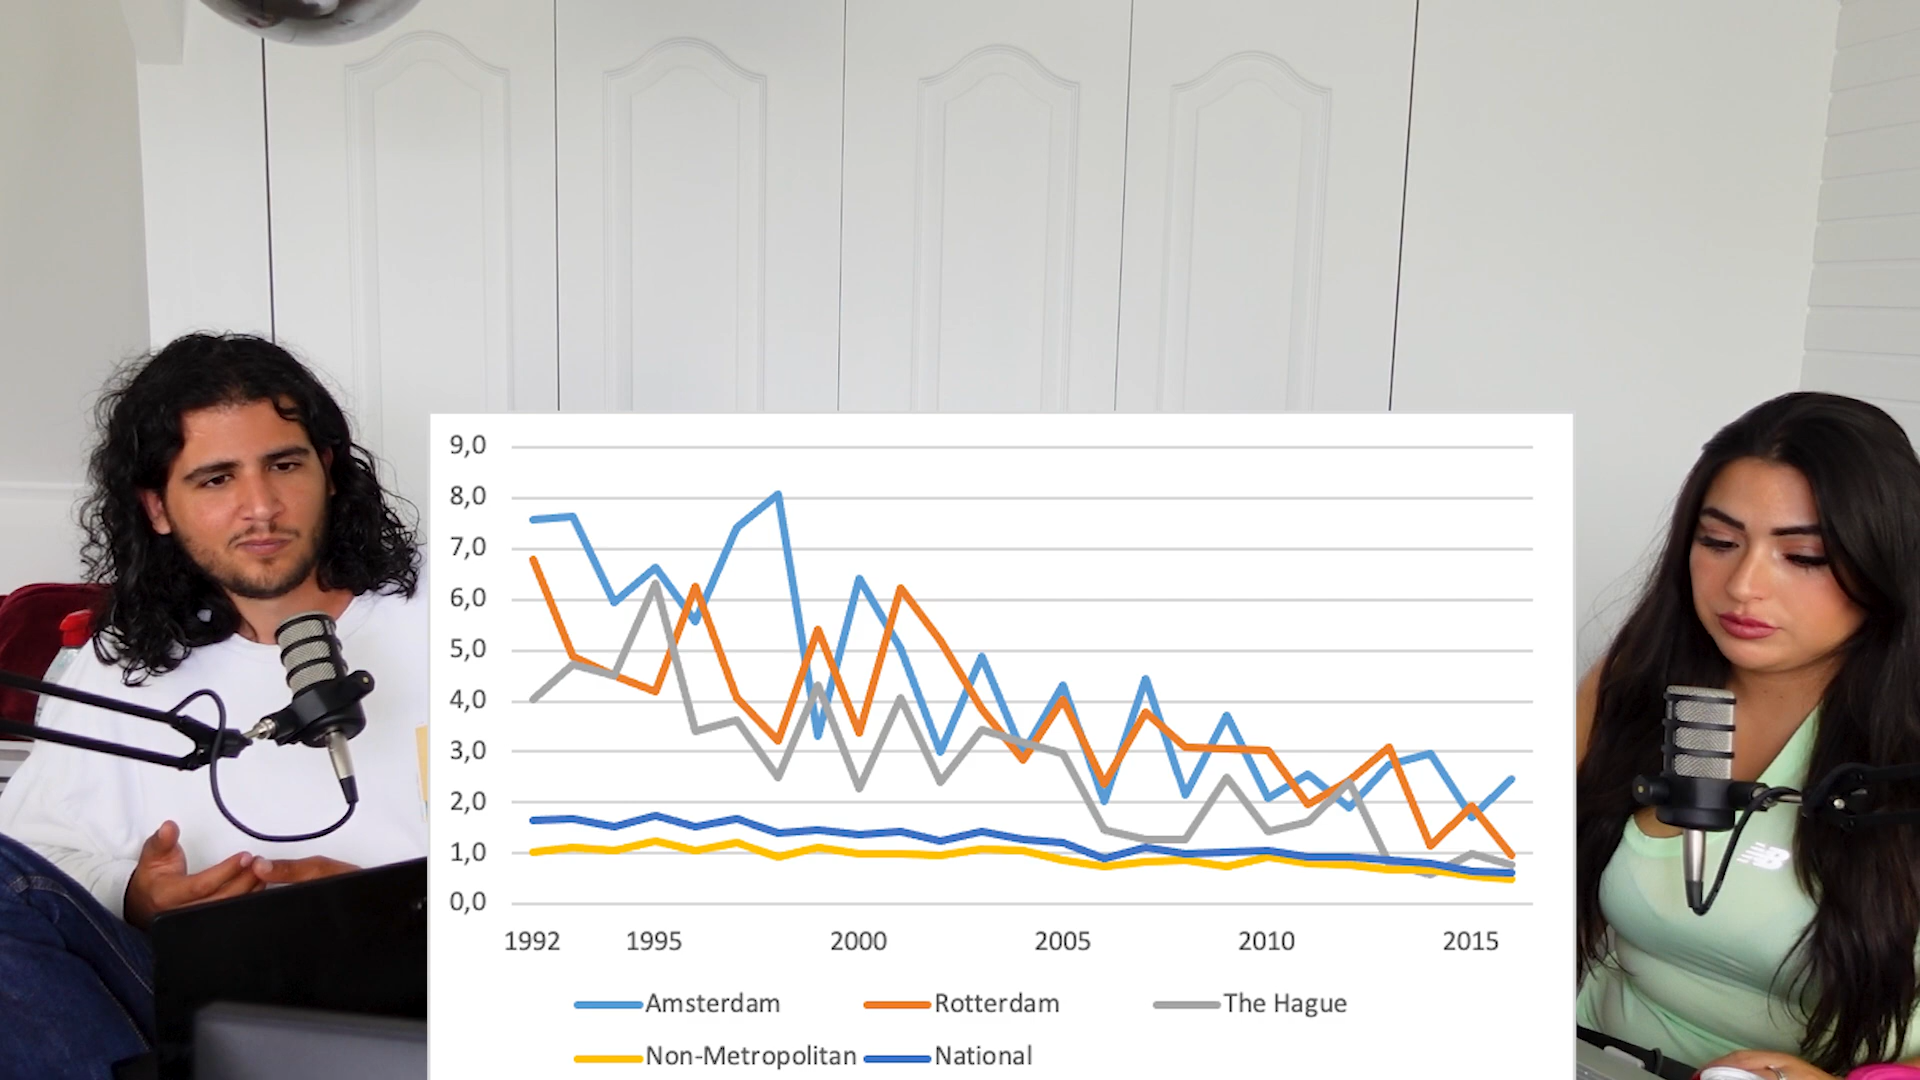 9,0
8,0
7,0
6,0
5,0
4,0
3,0
2,0
1,0
0,0
1992 1995 2000 2005 2010 2015
Amsterdam Rotterdam The Hague
Non-Metropolitan National
NB